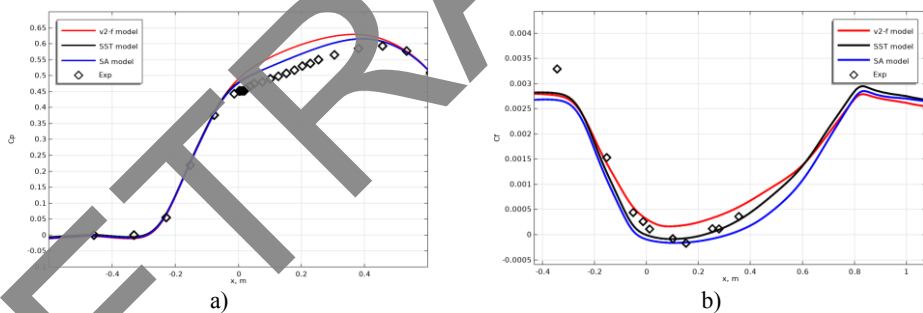 0.65
0.6
0.55
0.5
0.45
0.4
0.35
0.3
0.25
0.2
0.15
0.1
0.05
0
-0.05
Cp
v2-f model
SST model
SA model
Exp
-0.4 -0.2 0 0.2 0.4
x, m
a)
0.004
0.0035
0.003
0.0025
0.002
0.0015
0.001
0.0005
0
-0.0005
Cf
v2-f model
SST model
SA model
Exp
-0.4 -0.2 0 0.2 0.4 0.6 0.8 1
x, m
b)
ETRA